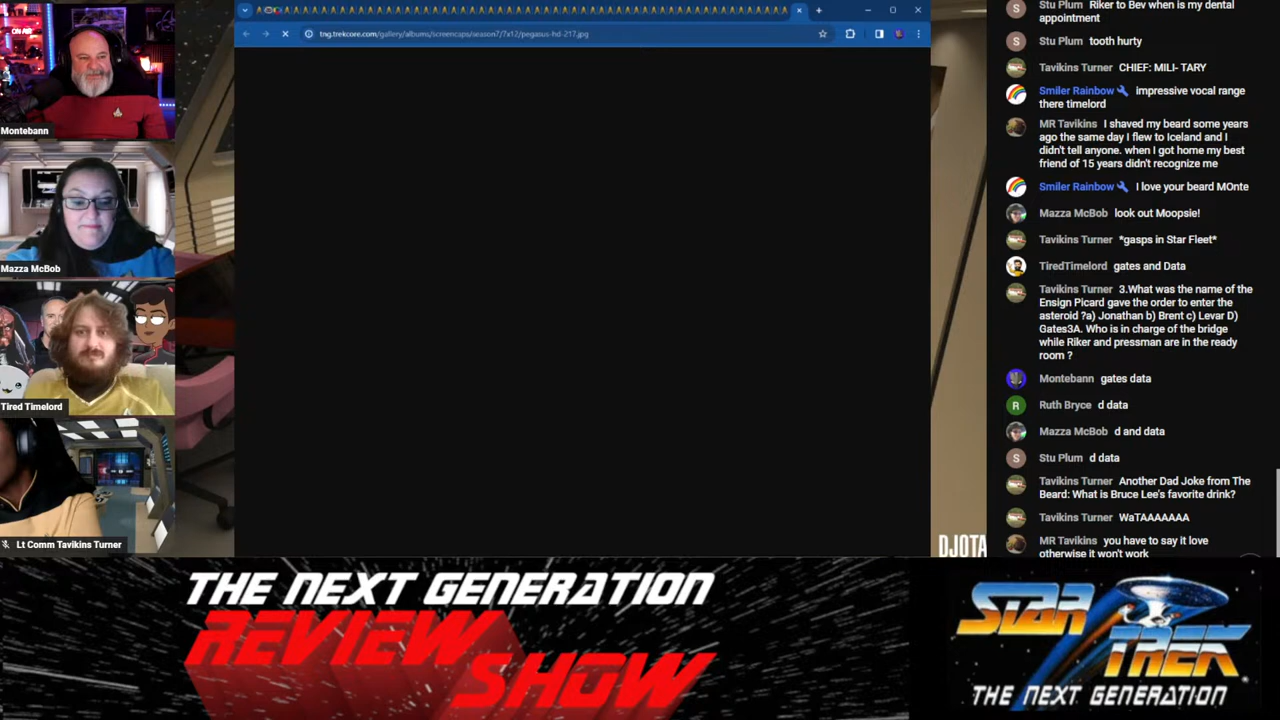 ON AIR
Montebann
Mazza McBob
Tired Timelord
Lt Comm Tavikins Turner
tng.trekcore.com/gallery/albums/screencaps/season7/7x12/pegasus-hd-217.jpg
Stu Plum Riker to Bev when is my dental
appointment
Stu Plum tooth hurty
Tavikins Turner CHIEF: MILI- TARY
Smiler Rainbow impressive vocal range
there timelord
MR Tavikins I shaved my beard some years
ago the same day I flew to Iceland and I
didn't tell anyone. when I got home my best
friend of 15 years didn't recognize me
Smiler Rainbow I love your beard MOnte
Mazza McBob look out Moopsie!
Tavikins Turner *gasps in Star Fleet*
TiredTimelord gates and Data
Tavikins Turner 3.What was the name of the
Ensign Picard gave the order to enter the
asteroid ?a) Jonathan b) Brent c) Levar D)
Gates3A. Who is in charge of the bridge
while Riker and pressman are in the ready
room ?
Montebann gates data
R Ruth Bryce d data
Mazza McBob d and data
S Stu Plum d data
Tavikins Turner Another Dad Joke from The
Beard: What is Bruce Lee's favorite drink?
Tavikins Turner WaTAAAAAAA
MR Tavikins you have to say it love
otherwise it won't work
DJOTA
THE NEXT GENERATION
REVIEW
SHOW
STAR
TREK
THE NEXT GENERATION